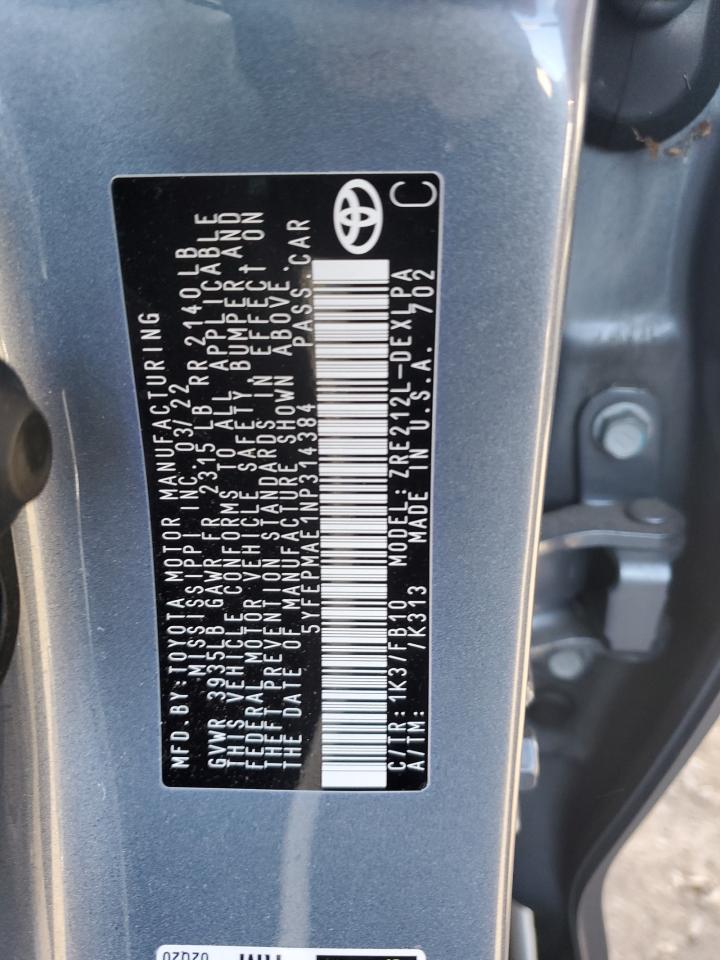 MFD.BY:TOYOTA MOTOR MANUFACTURING
MISSISSIPPI INC. 03/22
GVWR 3935LB GAWR FR 2315 LB RR 2140LB
THIS VEHICLE CONFORMS TO ALL APPLICABLE
FEDERAL MOTOR VEHICLE SAFETY, BUMPER AND
THEFT PREVENTION STANDARDS IN EFFECT ON
THE DATE OF MANUFACTURE SHOWN ABOVE.
5YFEPMAE1NP314384 PASS.CAR
C/TR: 1K3/FB10 MODEL: ZRE212L-DEXLPA
A/TM: /K313 MADE IN U.S.A. 702
C